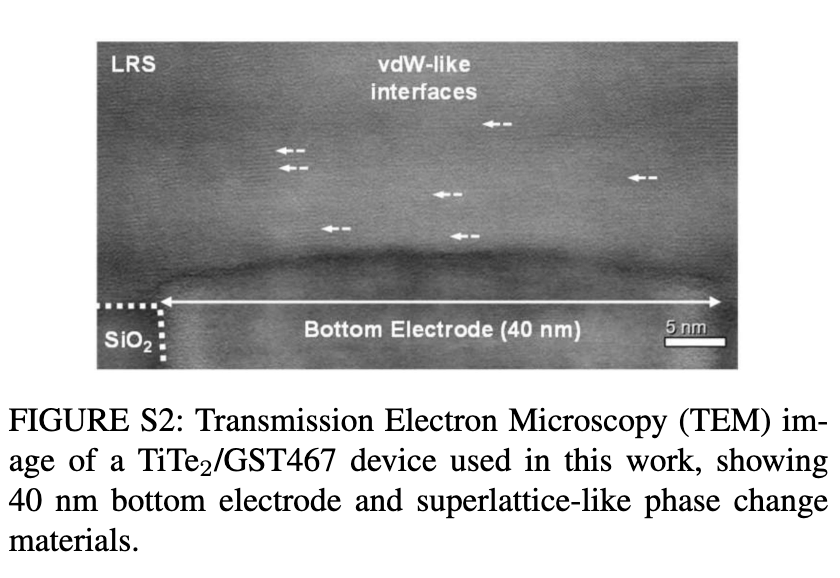 LRS
vdW-like
interfaces
Bottom Electrode (40 nm)
SiO₂
5 nm
FIGURE S2: Transmission Electron Microscopy (TEM) im-
age of a TiTe₂/GST467 device used in this work, showing
40 nm bottom electrode and superlattice-like phase change
materials.